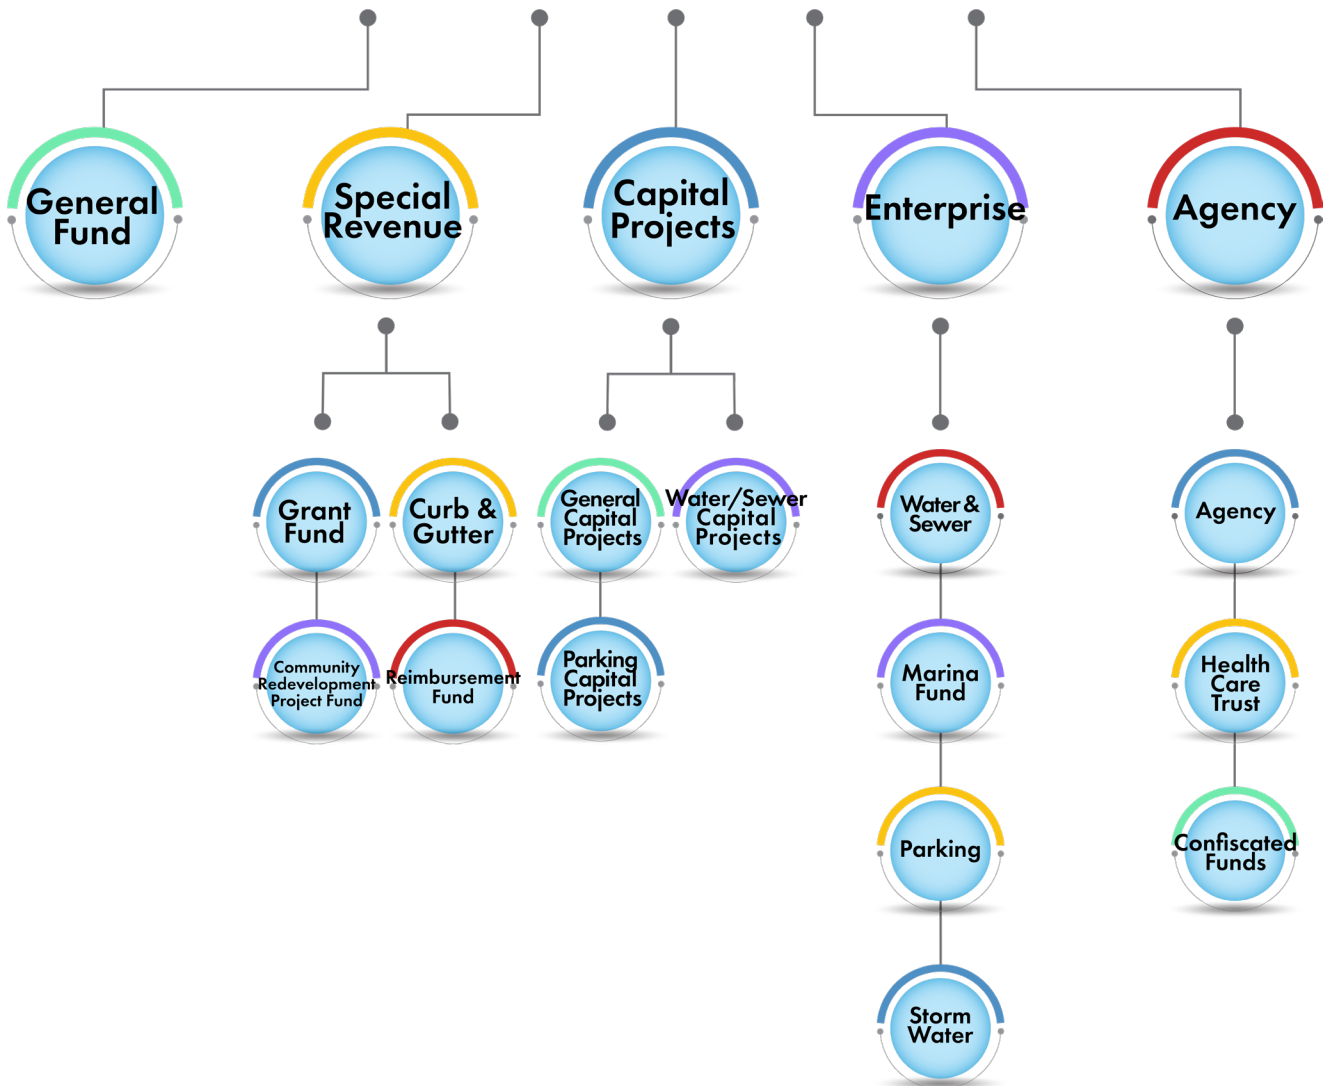 General
Fund
Special
Revenue
Capital
Projects
Enterprise
Agency
Grant
Fund
Curb &
Gutter
General
Capital
Projects
Water/Sewer
Capital
Projects
Water &
Sewer
Agency
Community
Redevelopment
Project Fund
Reimbursement
Fund
Parking
Capital
Projects
Marina
Fund
Health
Care
Trust
Parking
Confiscated
Funds
Storm
Water